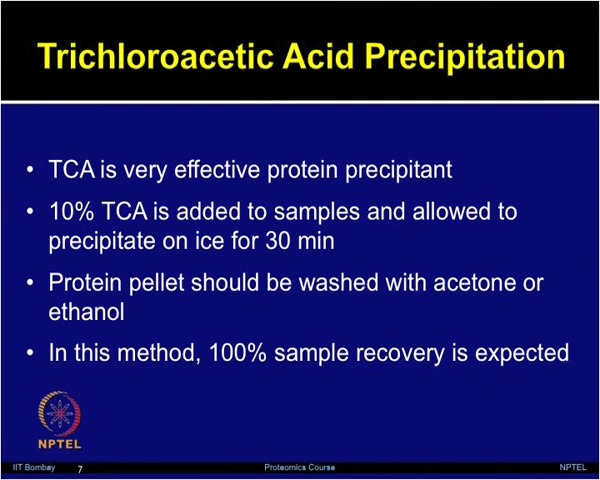 Trichloroacetic Acid Precipitation
• TCA is very effective protein precipitant
• 10% TCA is added to samples and allowed to
precipitate on ice for 30 min
• Protein pellet should be washed with acetone or
ethanol
• In this method, 100% sample recovery is expected
NPTEL
IIT Bombay 7 Proteomics Course NPTEL